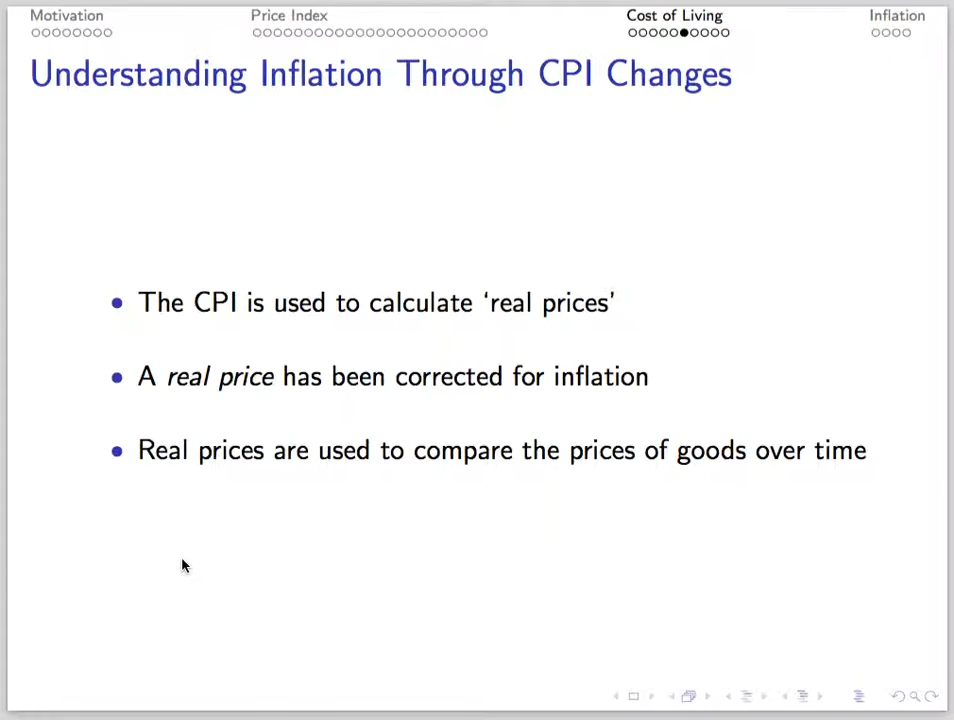 Motivation Price Index Cost of Living Inflation
Understanding Inflation Through CPI Changes
• The CPI is used to calculate ‘real prices’
• A real price has been corrected for inflation
• Real prices are used to compare the prices of goods over time